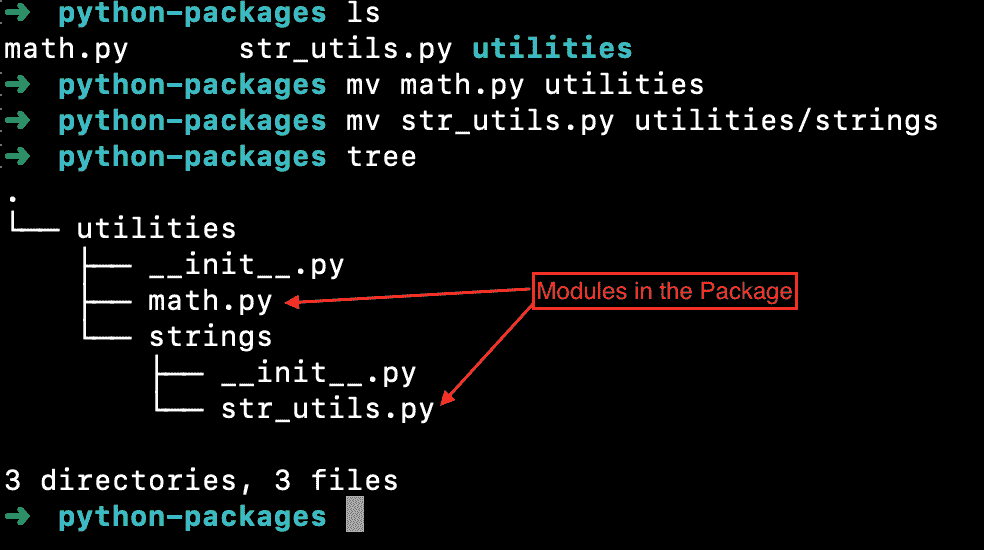 ➜ python-packages ls
math.py str_utils.py utilities
➜ python-packages mv math.py utilities
➜ python-packages mv str_utils.py utilities/strings
➜ python-packages tree
.
└── utilities
    ├── __init__.py
    ├── math.py
    └── strings
        ├── __init__.py
        └── str_utils.py
Modules in the Package
3 directories, 3 files
➜ python-packages